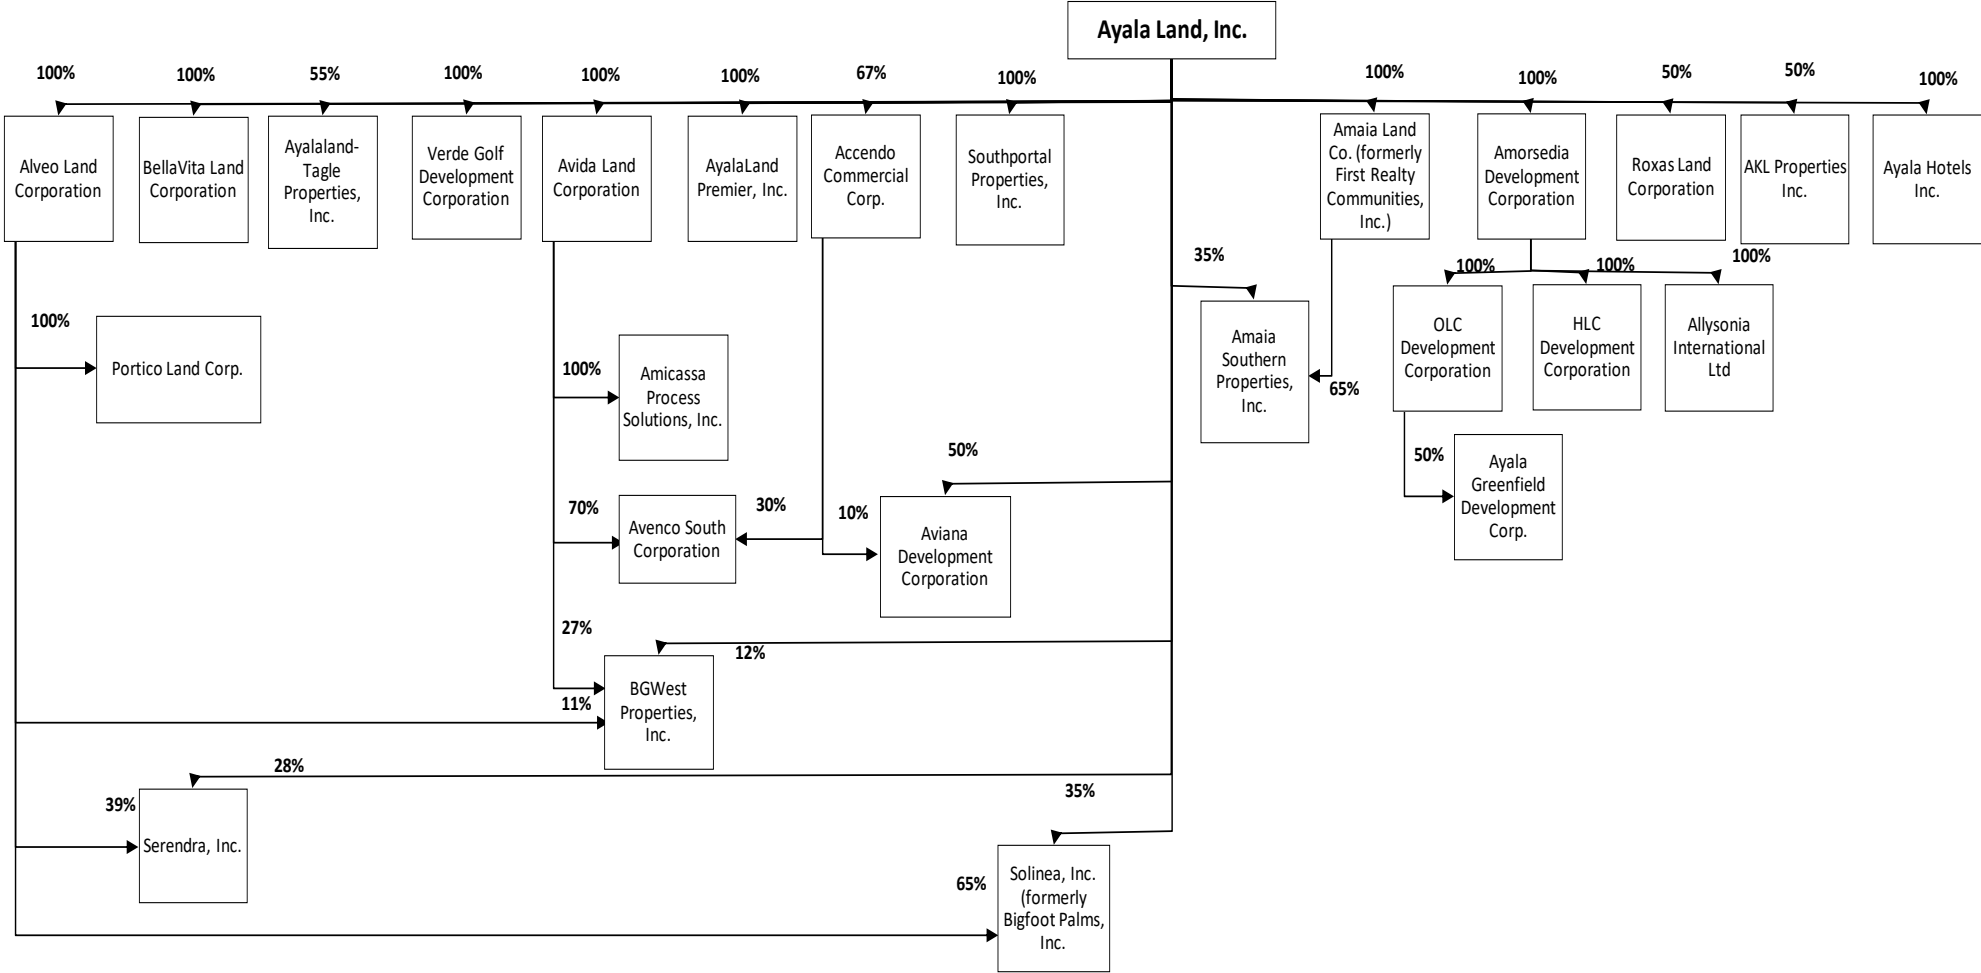 Ayala Land, Inc.
100%
100%
55%
100%
100%
100%
67%
100%
100%
100%
50%
50%
100%
Alveo Land
Corporation
BellaVita Land
Corporation
Ayalaland-
Tagle
Properties,
Inc.
Verde Golf
Development
Corporation
Avida Land
Corporation
AyalaLand
Premier, Inc.
Accendo
Commercial
Corp.
Southportal
Properties,
Inc.
Amaia Land
Co. (formerly
First Realty
Communities,
Inc.)
Amorsedia
Development
Corporation
Roxas Land
Corporation
AKL Properties
Inc.
Ayala Hotels
Inc.
35%
100%
100%
100%
100%
Portico Land Corp.
100%
Amicassa
Process
Solutions, Inc.
Amaia
Southern
Properties,
Inc.
65%
OLC
Development
Corporation
HLC
Development
Corporation
Allysonia
International
Ltd
50%
50%
Ayala
Greenfield
Development
Corp.
70%
Avenco South
Corporation
30%
10%
Aviana
Development
Corporation
27%
12%
11%
BGWest
Properties,
Inc.
28%
39%
Serendra, Inc.
35%
65%
Solinea, Inc.
(formerly
Bigfoot Palms,
Inc.